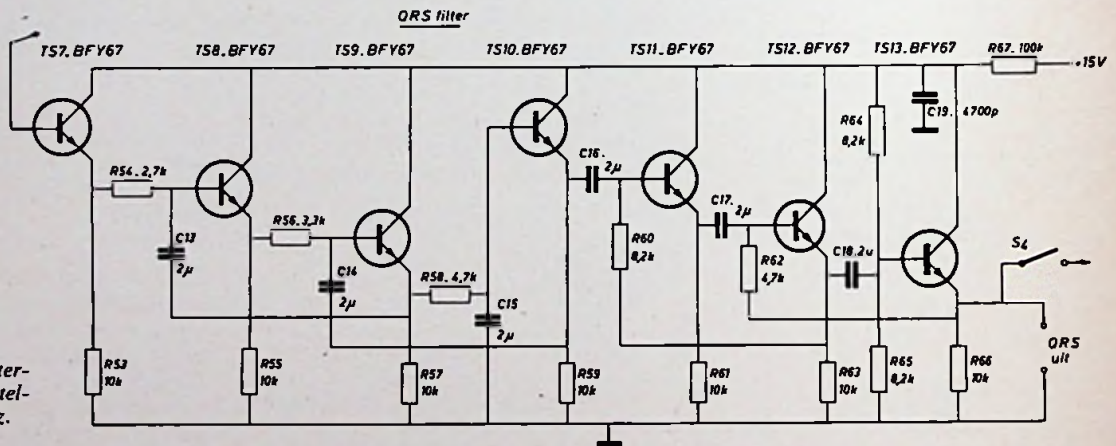 QRS filter
TS7-BFY67
TS8-BFY67
TS9-BFY67
TS10-BFY67
TS11-BFY67
TS12-BFY67
TS13-BFY67
R67-100k
+15V
C19- 4700p
R64
8,2k
C16-
2μ
R54-2,7k
C17-
2μ
R56-3,3k
C13
2μ
R60
8,2k
R62
4,7k
C18.2u
S4
C14
2μ
R58-4,7k
C15
2μ
R53
10k
R55
10k
R57
10k
R59
10k
R61
10k
R63
10k
R65
8,2k
R66
10k
QRS
uit
ter-
tel-
z.